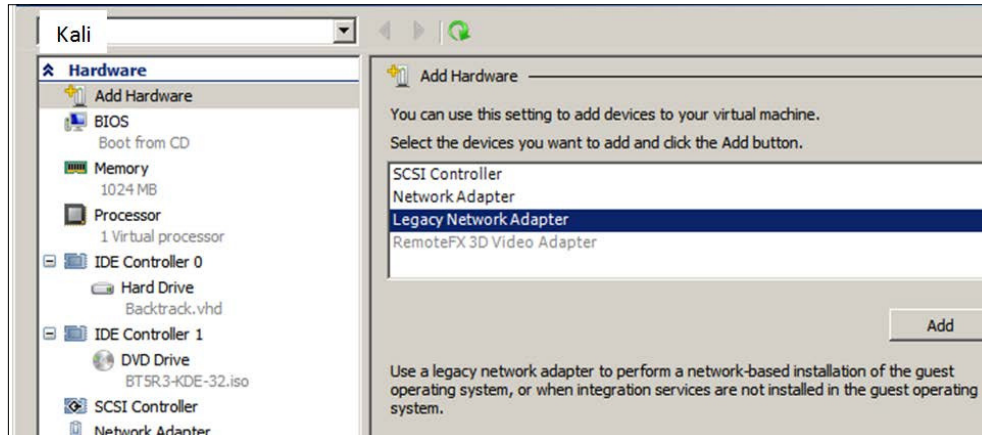 Kali
Hardware
Add Hardware
BIOS
Boot from CD
Memory
1024 MB
Processor
1 Virtual processor
IDE Controller 0
Hard Drive
Backtrack.vhd
IDE Controller 1
DVD Drive
BT5R3-KDE-32.iso
SCSI Controller
Network Adapter
Add Hardware
You can use this setting to add devices to your virtual machine.
Select the devices you want to add and click the Add button.
SCSI Controller
Network Adapter
Legacy Network Adapter
RemoteFX 3D Video Adapter
Add
Use a legacy network adapter to perform a network-based installation of the guest
operating system, or when integration services are not installed in the guest operating
system.